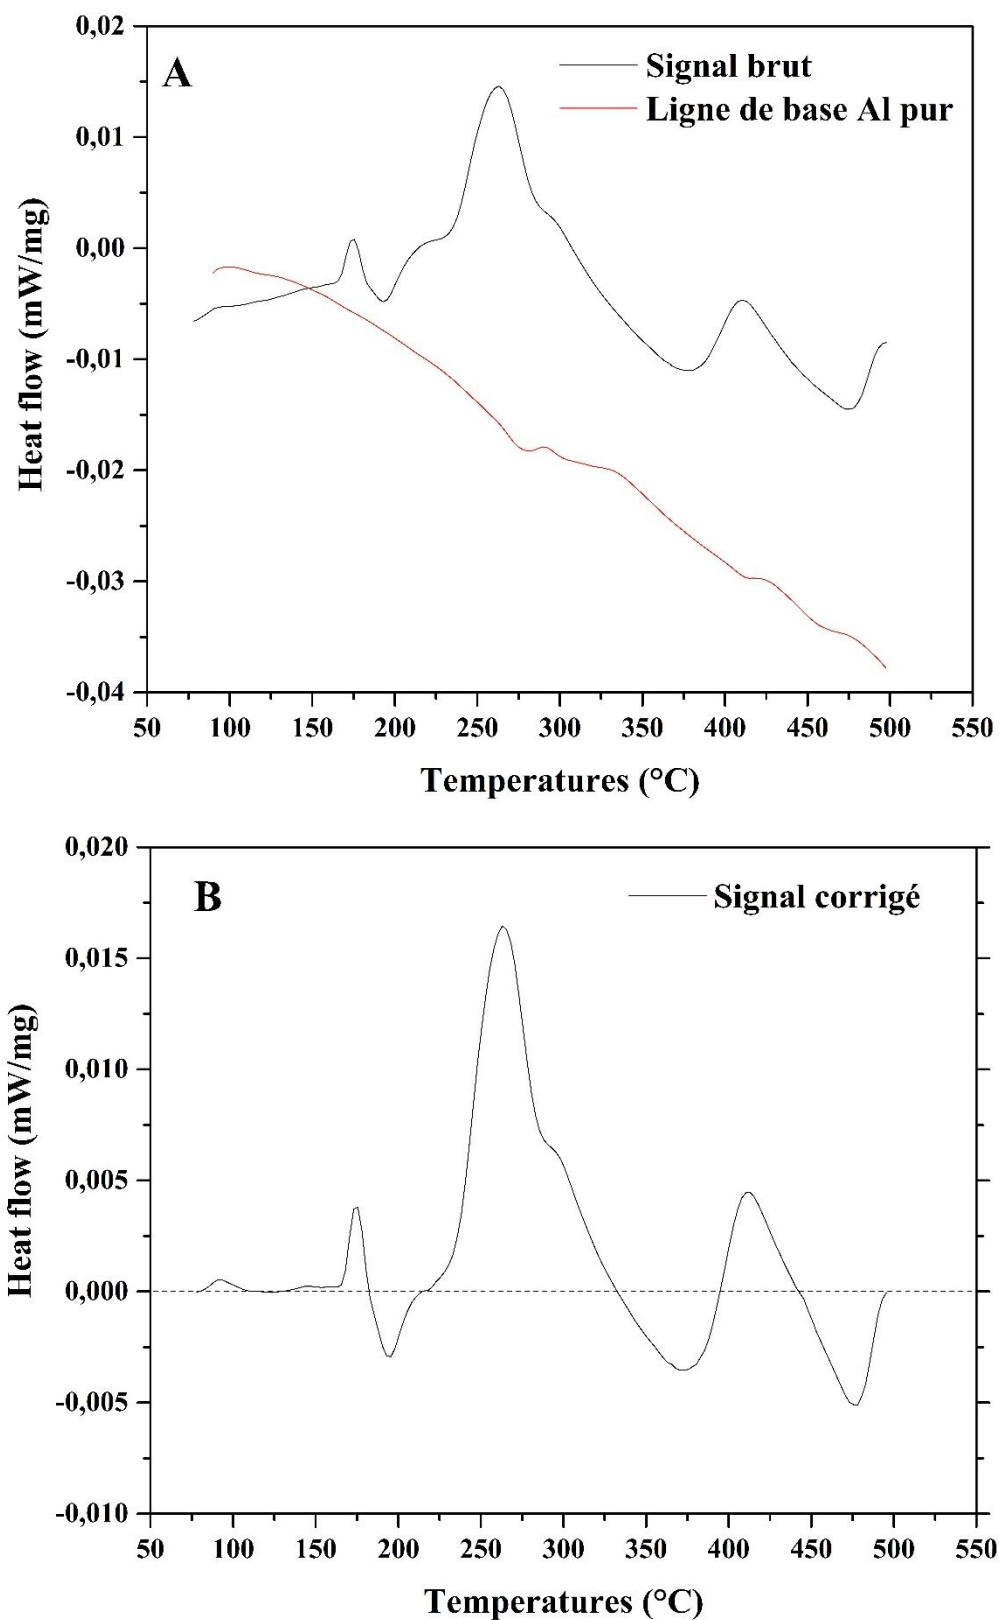 A
Signal brut
Ligne de base Al pur
0,02
0,01
0,00
-0,01
-0,02
-0,03
-0,04
Heat flow (mW/mg)
50 100 150 200 250 300 350 400 450 500 550
Temperatures (°C)
B
Signal corrigé
0,020
0,015
0,010
0,005
0,000
-0,005
-0,010
Heat flow (mW/mg)
50 100 150 200 250 300 350 400 450 500 550
Temperatures (°C)